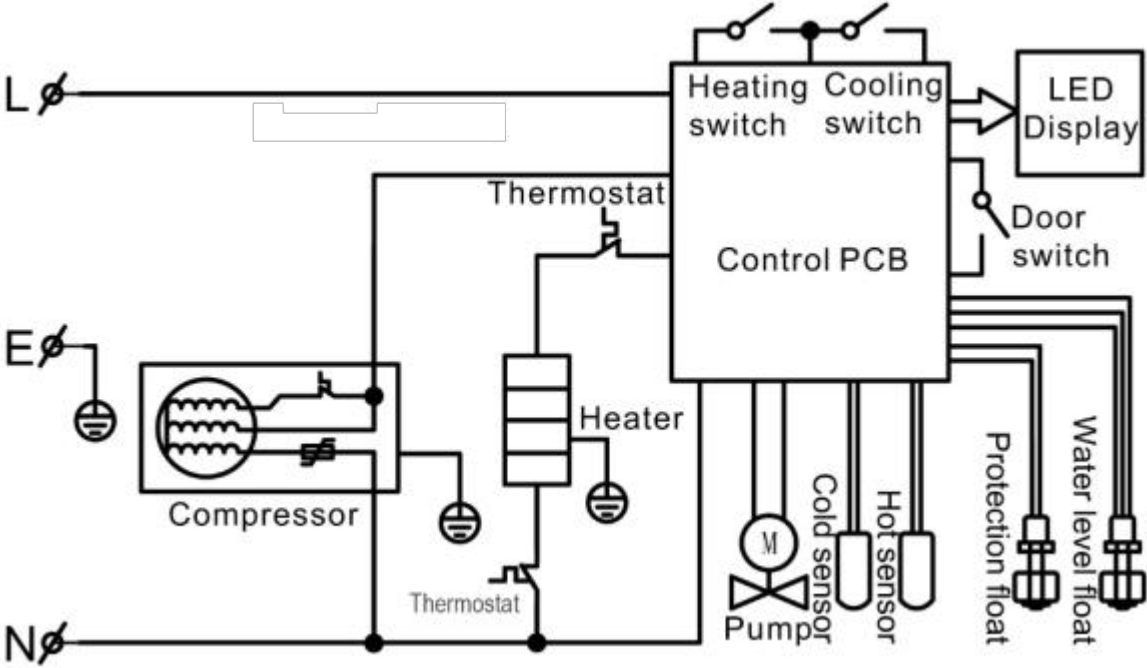 L
Heating
switch
Cooling
switch
LED
Display
Thermostat
Door
switch
Control PCB
E
Heater
Compressor
Protection float
Water level float
Cold sensor
Hot sensor
M
Thermostat
Pump
N